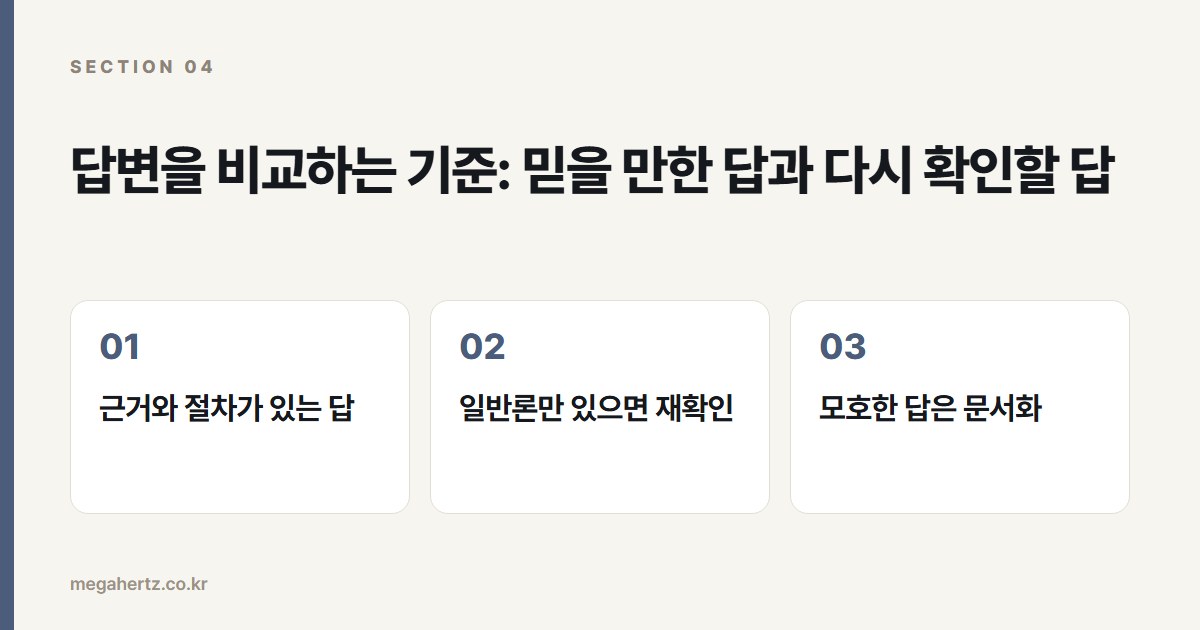 SECTION 04
답변을 비교하는 기준: 믿을 만한 답과 다시 확인할 답
01
근거와 절차가 있는 답
02
일반론만 있으면 재확인
03
모호한 답은 문서화
megahertz.co.kr